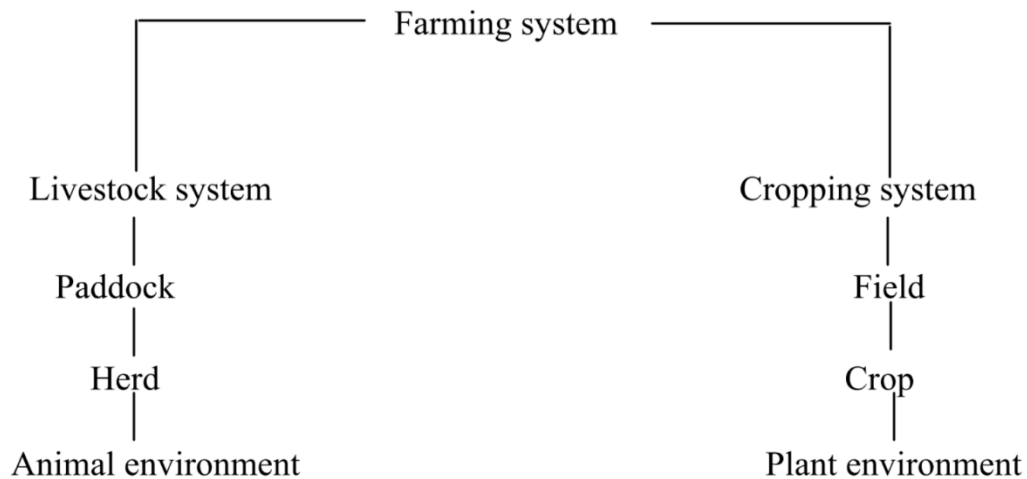 Farming system
Livestock system
Cropping system
Paddock
Field
Herd
Crop
Animal environment
Plant environment